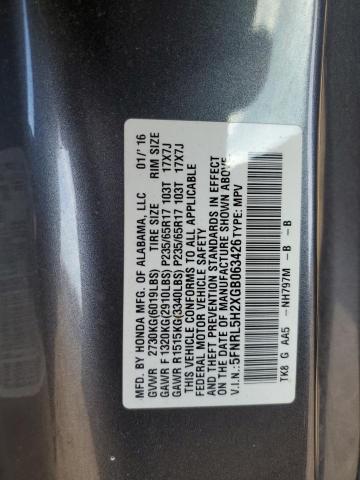 MFD. BY HONDA MFG. OF ALABAMA, LLC 01/'16
GVWR 2730KG(6019LBS) TIRE SIZE RIM SIZE
GAWR F 1320KG(2910LBS) P235/65R17 103T 17X7J
GAWR R1515KG(3340LBS) P235/65R17 103T 17X7J
THIS VEHICLE CONFORMS TO ALL APPLICABLE
FEDERAL MOTOR VEHICLE SAFETY
AND THEFT PREVENTION STANDARDS IN EFFECT
ON THE DATE OF MANUFACTURE SHOWN ABOVE.
V.I.N.:5FNRL5H2XGB063426 TYPE: MPV
TK8 G AA5 -NH797M -B -B